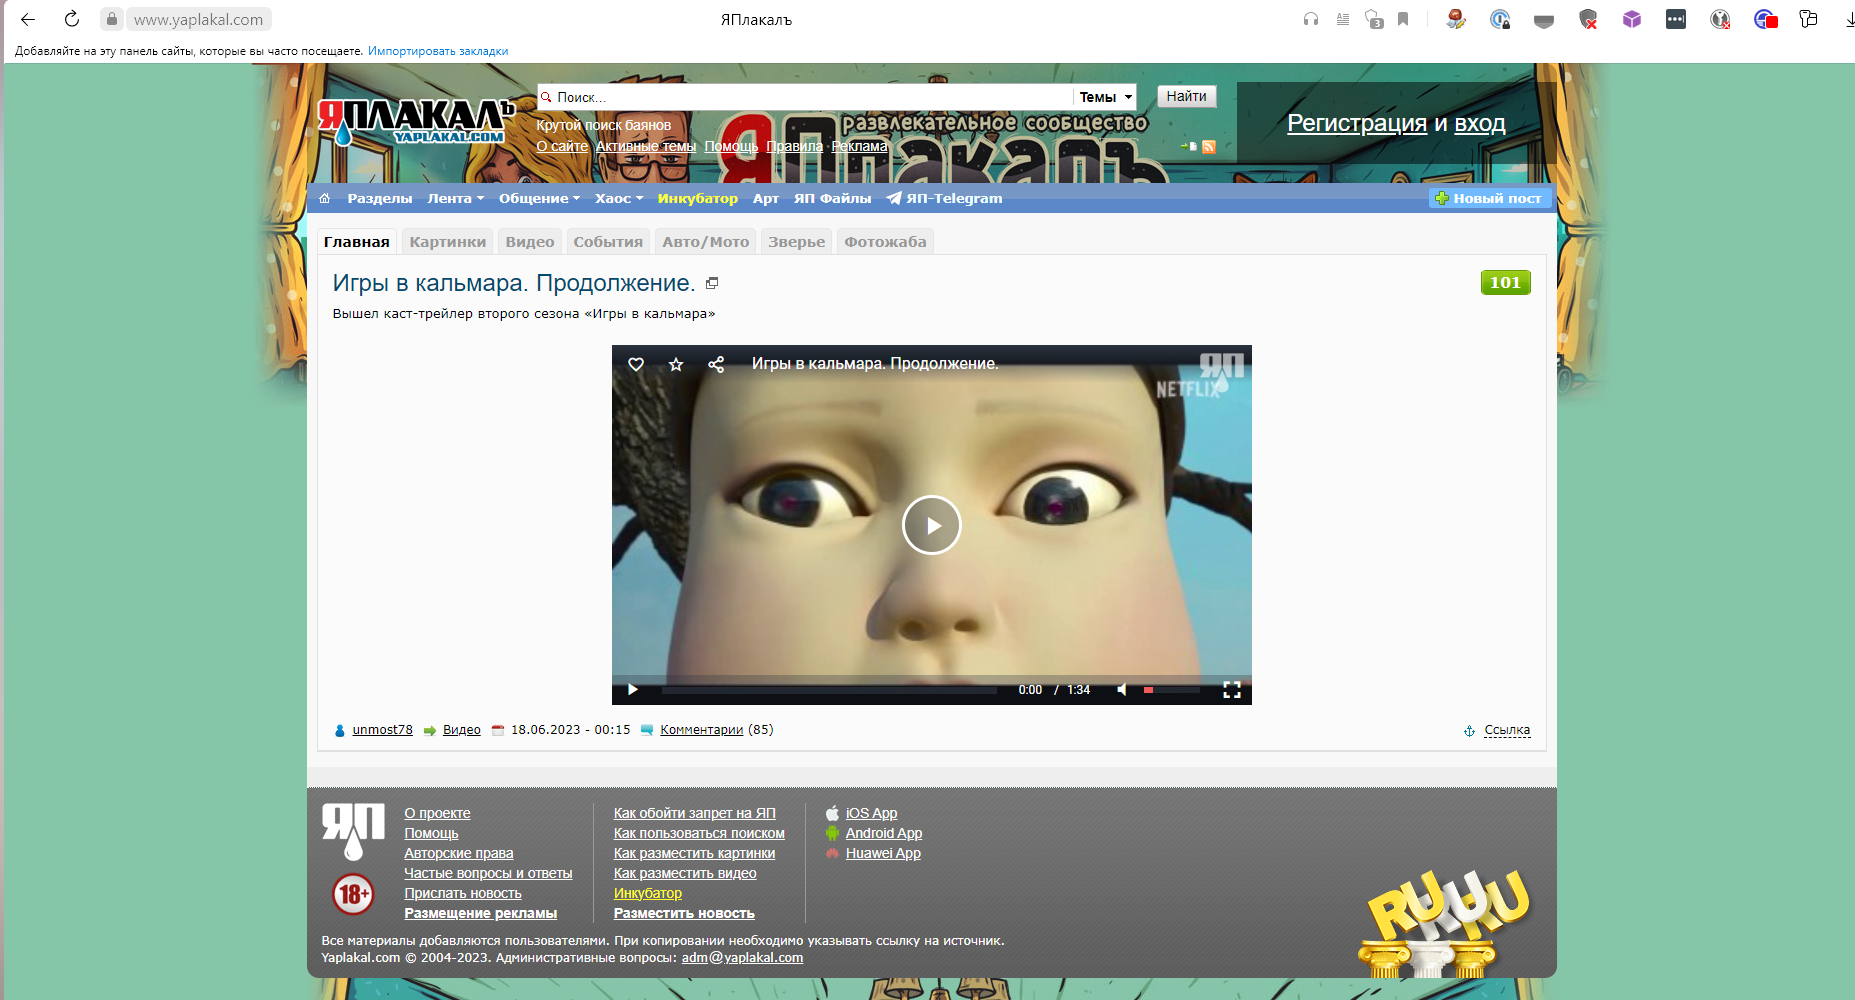 www.yaplakal.com
ЯПлакалъ
3
Добавляйте на эту панель сайты, которые вы часто посещаете. Импортировать закладки
ЯПЛАКАЛЪ
YAPLAKAL.COM
Поиск...
Темы
Найти
Крутой поиск баянов
О сайте Активные темы Помощь Правила Реклама
РАЗВЛЕКАТЕЛЬНОЕ СООБЩЕСТВО
ЯПлакалъ
Регистрация и вход
Разделы Лента Общение Хаос Инкубатор Арт ЯП Файлы ЯП-Telegram
Новый пост
Главная Картинки Видео События Авто/Мото Зверье Фотожаба
Игры в кальмара. Продолжение.
101
Вышел каст-трейлер второго сезона «Игры в кальмара»
Игры в кальмара. Продолжение.
ЯП
NETFLIX
0:00 / 1:34
unmost78 Видео 18.06.2023 - 00:15 Комментарии (85)
Ссылка
ЯП
18+
О проекте
Помощь
Авторские права
Частые вопросы и ответы
Прислать новость
Размещение рекламы
Как обойти запрет на ЯП
Как пользоваться поиском
Как разместить картинки
Как разместить видео
Инкубатор
Разместить новость
iOS App
Android App
Huawei App
Все материалы добавляются пользователями. При копировании необходимо указывать ссылку на источник.
Yaplakal.com © 2004-2023. Административные вопросы: adm@yaplakal.com
RUXUXU